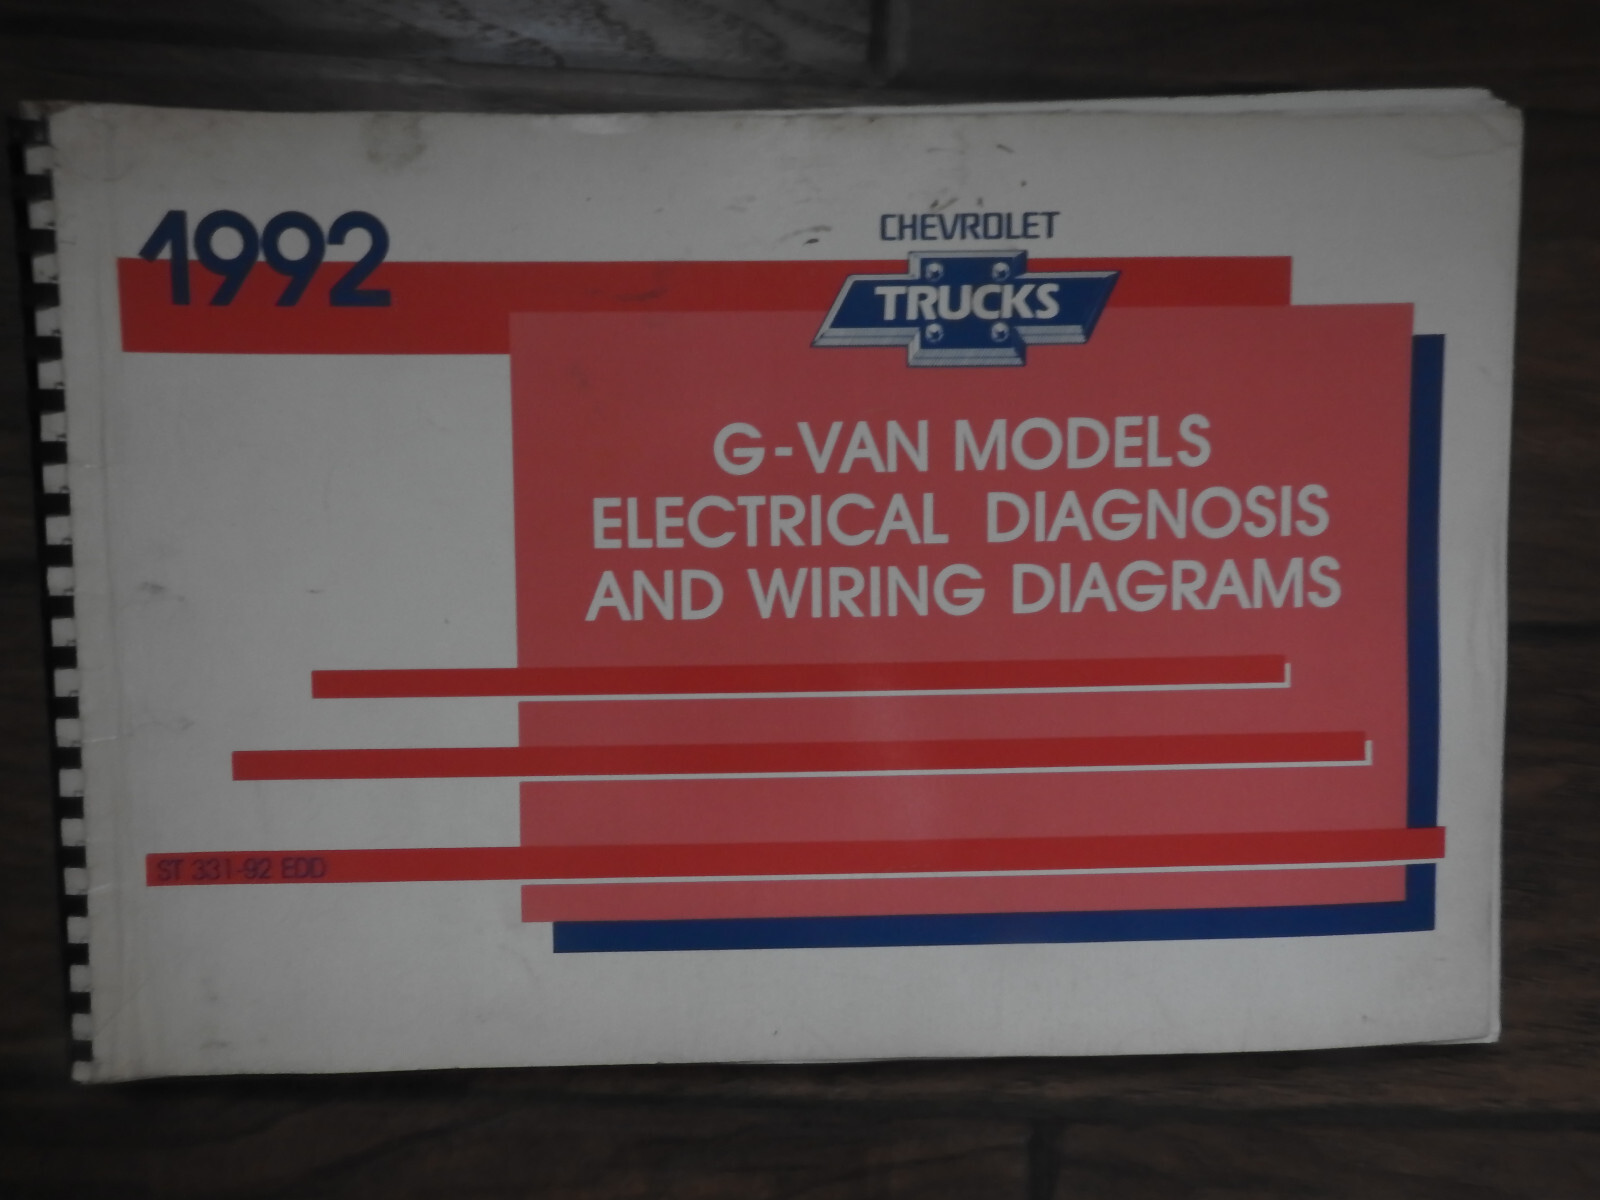 1992
CHEVROLET
TRUCKS
G-VAN MODELS
ELECTRICAL DIAGNOSIS
AND WIRING DIAGRAMS
ST 331-92 EDD